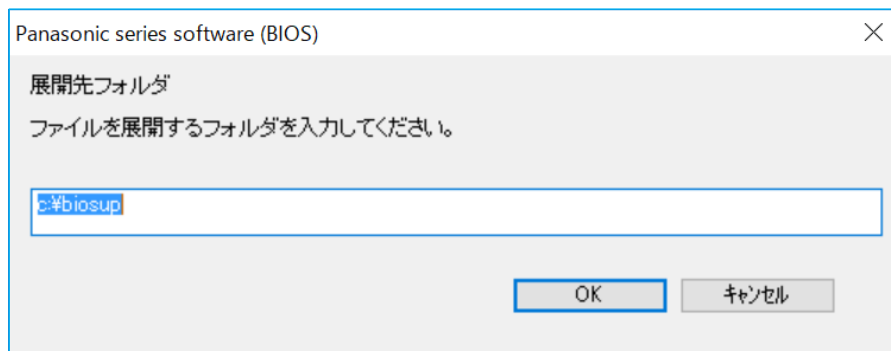 Panasonic series software (BIOS)
展開先フォルダ
ファイルを展開するフォルダを入力してください。
c:¥biosup
OK
キャンセル